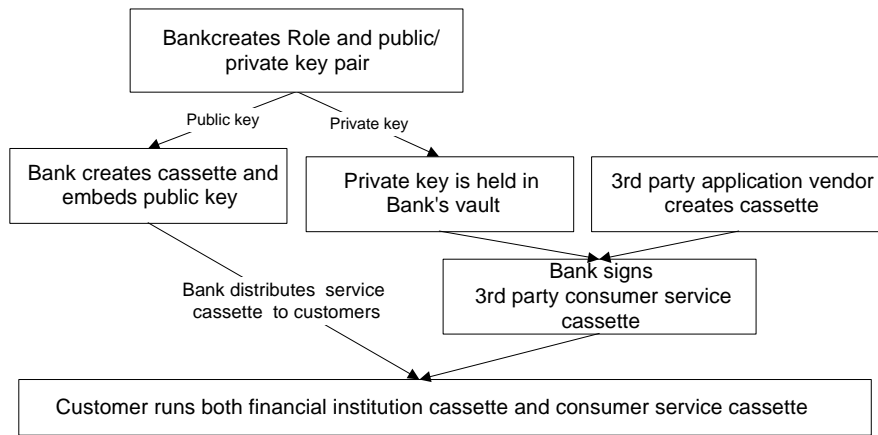 Bankcreates Role and public/
private key pair
Public key
Private key
Bank creates cassette and
embeds public key
Private key is held in
Bank's vault
3rd party application vendor
creates cassette
Bank signs
3rd party consumer service
cassette
Bank distributes service
cassette to customers
Customer runs both financial institution cassette and consumer service cassette